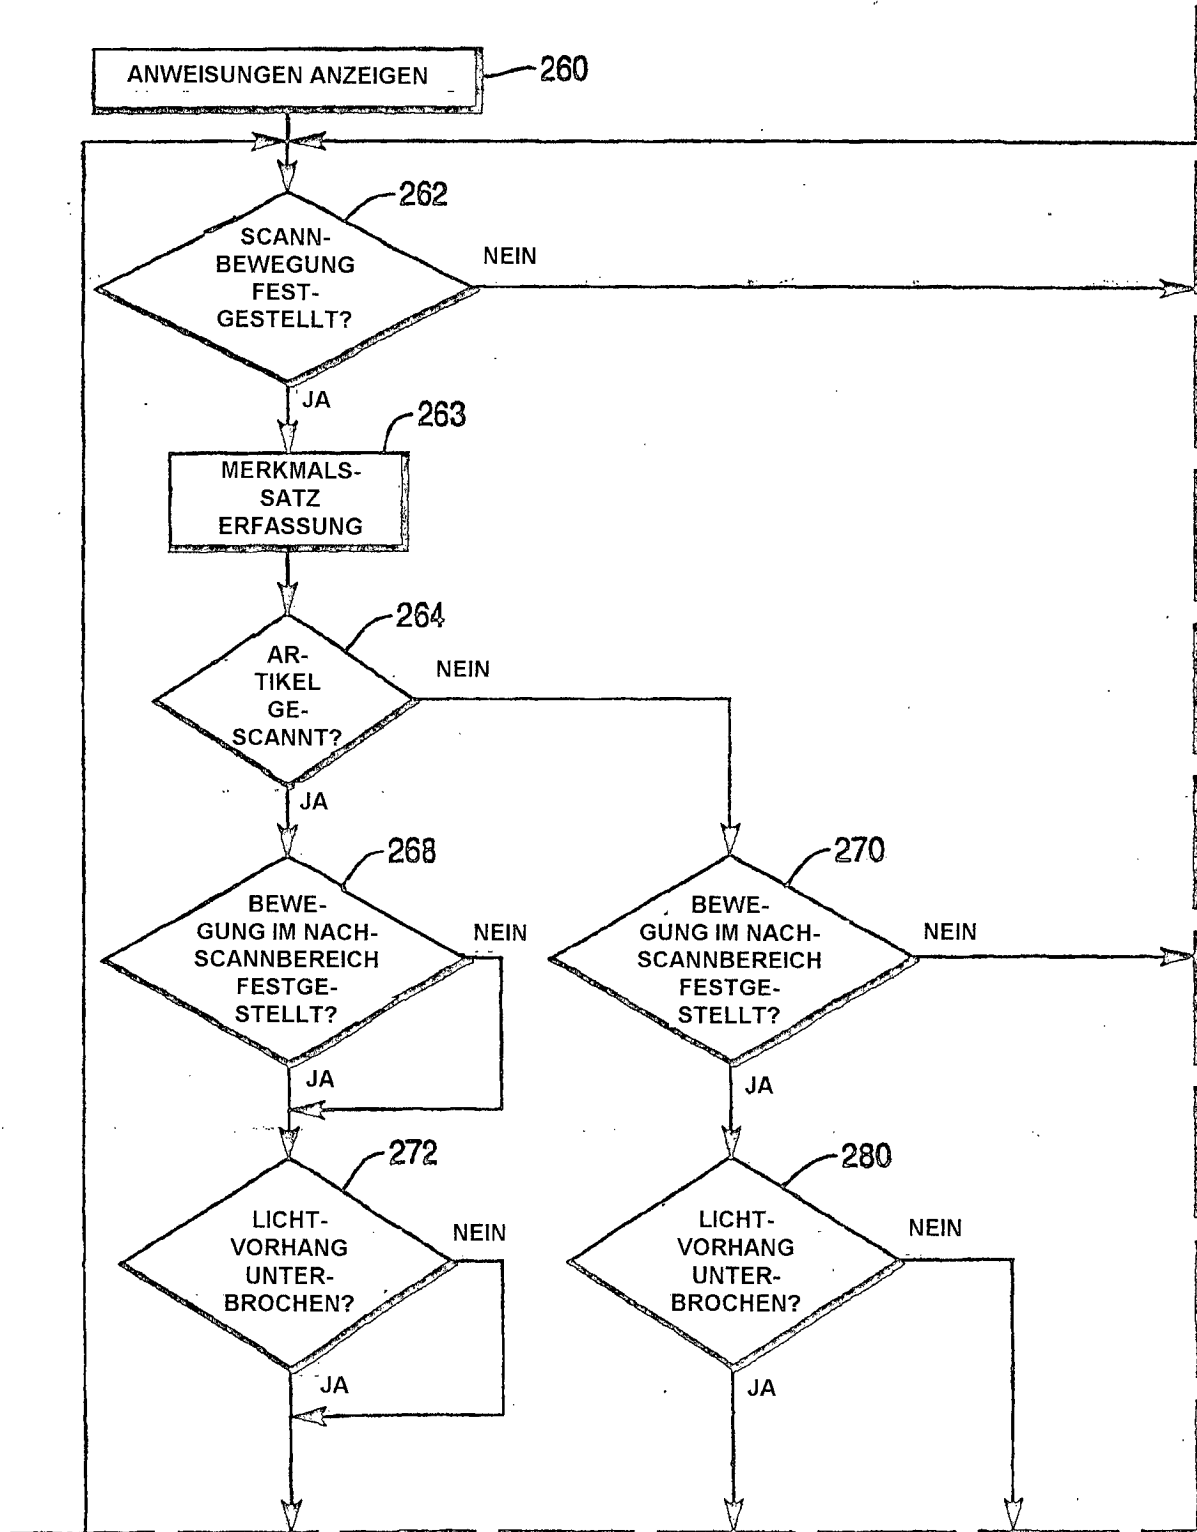 ANWEISUNGEN ANZEIGEN
260
262
SCANN-
BEWEGUNG
FEST-
GESTELLT?
NEIN
JA
263
MERKMALS-
SATZ
ERFASSUNG
264
AR-
TIKEL
GE-
SCANNT?
NEIN
JA
268
BEWE-
GUNG IM NACH-
SCANNBEREICH
FESTGE-
STELLT?
NEIN
JA
270
BEWE-
GUNG IM NACH-
SCANNBEREICH
FESTGE-
STELLT?
NEIN
JA
272
LICHT-
VORHANG
UNTER-
BROCHEN?
NEIN
JA
280
LICHT-
VORHANG
UNTER-
BROCHEN?
NEIN
JA